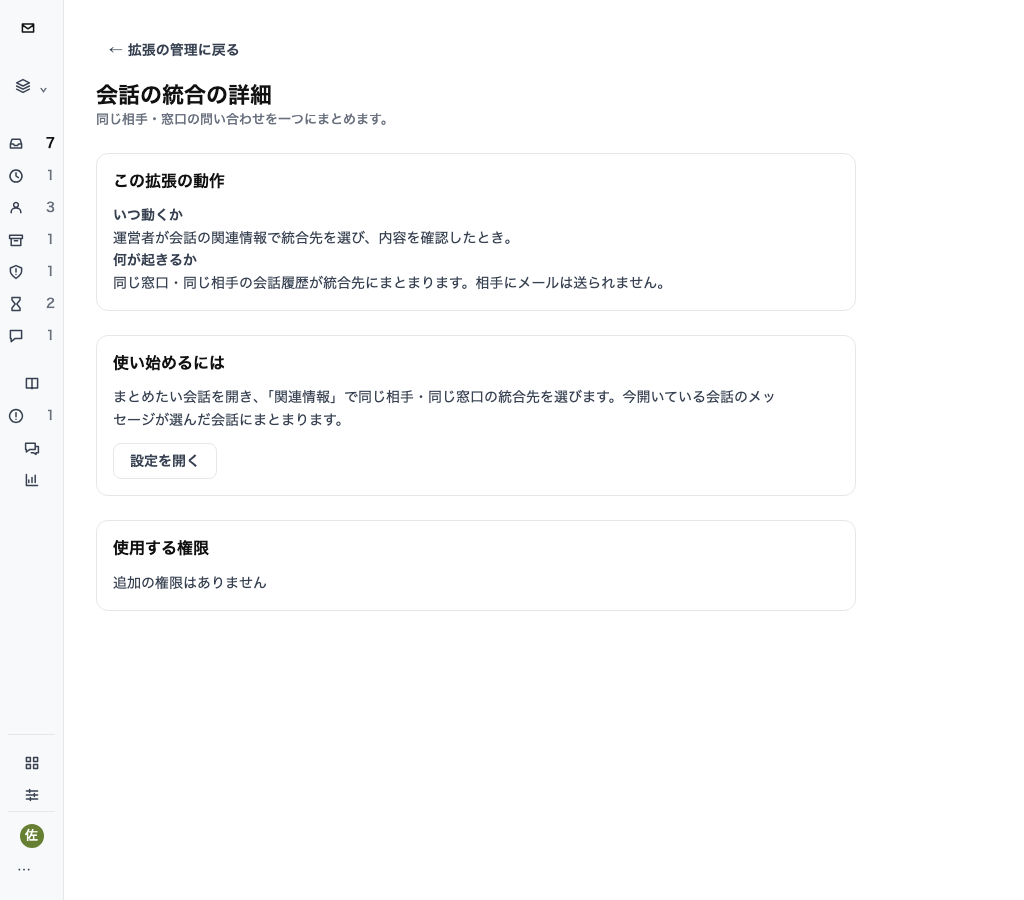 ← 拡張の管理に戻る
会話の統合の詳細
同じ相手・窓口の問い合わせを一つにまとめます。
7
1
3
1
1
2
1
1
この拡張の動作
いつ動くか
運営者が会話の関連情報で統合先を選び、内容を確認したとき。
何が起きるか
同じ窓口・同じ相手の会話履歴が統合先にまとまります。相手にメールは送られません。
使い始めるには
まとめたい会話を開き、「関連情報」で同じ相手・同じ窓口の統合先を選びます。今開いている会話のメッ
セージが選んだ会話にまとまります。
設定を開く
使用する権限
追加の権限はありません
佐
…